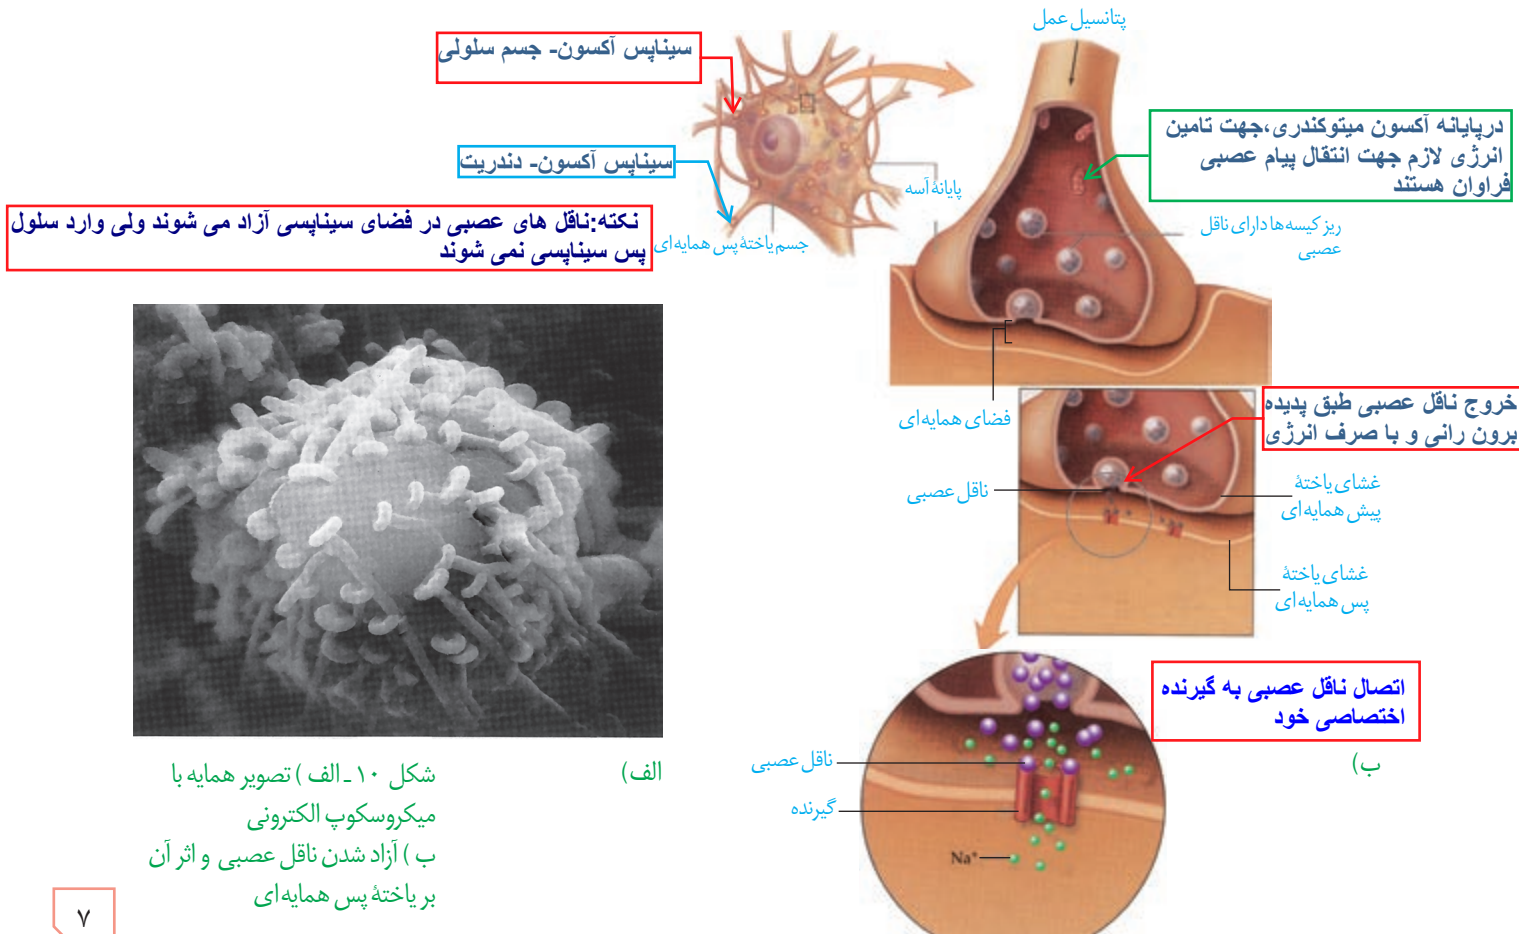 پتانسیل عمل
سیناپس آکسون- جسم سلولی
درپایانه آکسون میتوکندری،جهت تامین
انرژی لازم جهت انتقال پیام عصبی
فراوان هستند
سیناپس آکسون- دندریت
پایانهٔ آسه
نکته:ناقل های عصبی در فضای سیناپسی آزاد می شوند ولی وارد سلول
پس سیناپسی نمی شوند
جسم یاختهٔ پس همایه‌ای
ریز کیسه‌ها دارای ناقل
عصبی
فضای همایه‌ای
خروج ناقل عصبی طبق پدیده
برون رانی و با صرف انرژی
ناقل عصبی
غشای یاختهٔ
پیش همایه‌ای
غشای یاختهٔ
پس همایه‌ای
اتصال ناقل عصبی به گیرنده
اختصاصی خود
ناقل عصبی
گیرنده
Na+
ب)
الف)
شکل ۱۰ ـ الف ) تصویر همایه با
میکروسکوپ الکترونی
ب ) آزاد شدن ناقل عصبی و اثر آن
بر یاختهٔ پس همایه‌ای
۷